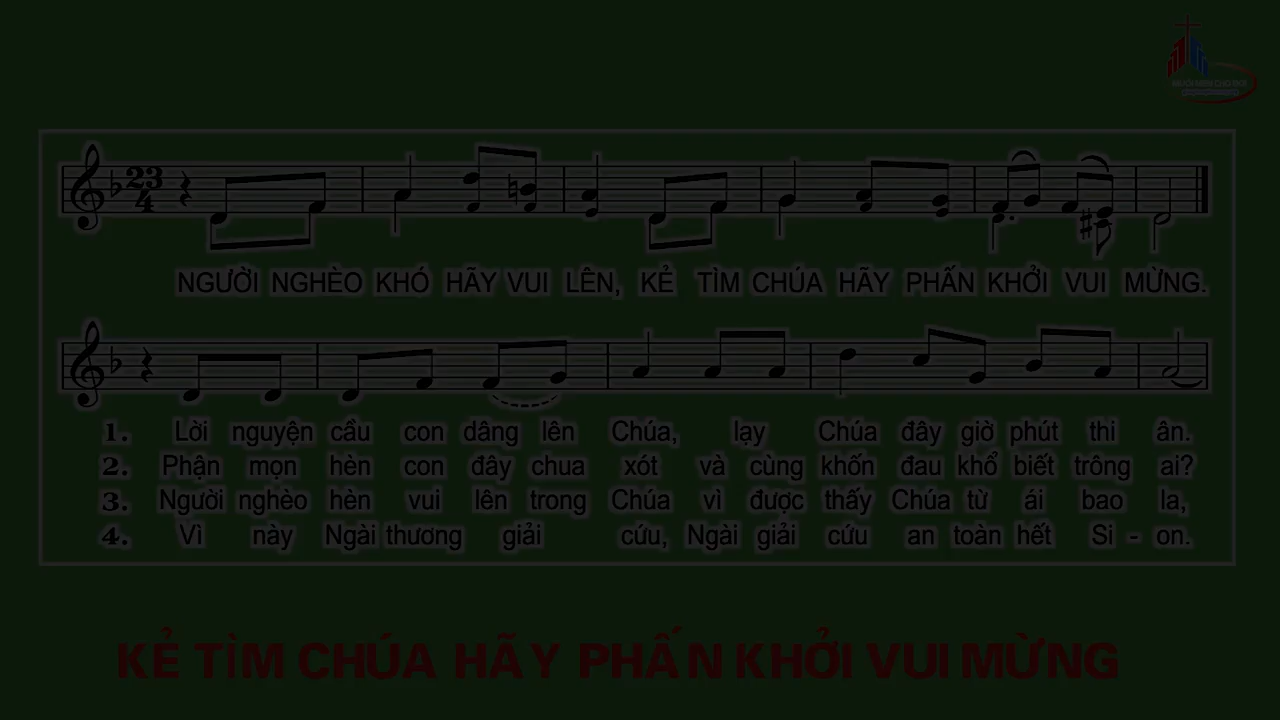 NGƯỜI NGHÈO KHÓ HÃY VUI LÊN, KẺ TÌM CHÚA HÃY PHẤN KHỞI VUI MỪNG.
1. Lời nguyện cầu con dâng lên Chúa, lạy Chúa đây giờ phút thi ân.
2. Phận mọn hèn con đây chua xót và cùng khốn đau khổ biết trông ai?
3. Người nghèo hèn vui lên trong Chúa vì được thấy Chúa từ ái bao la,
4. Vì này Ngài thương giải cứu, Ngài giải cứu an toàn hết Si - on.
KẺ TÌM CHÚA HÃY PHẤN KHỞI VUI MỪNG